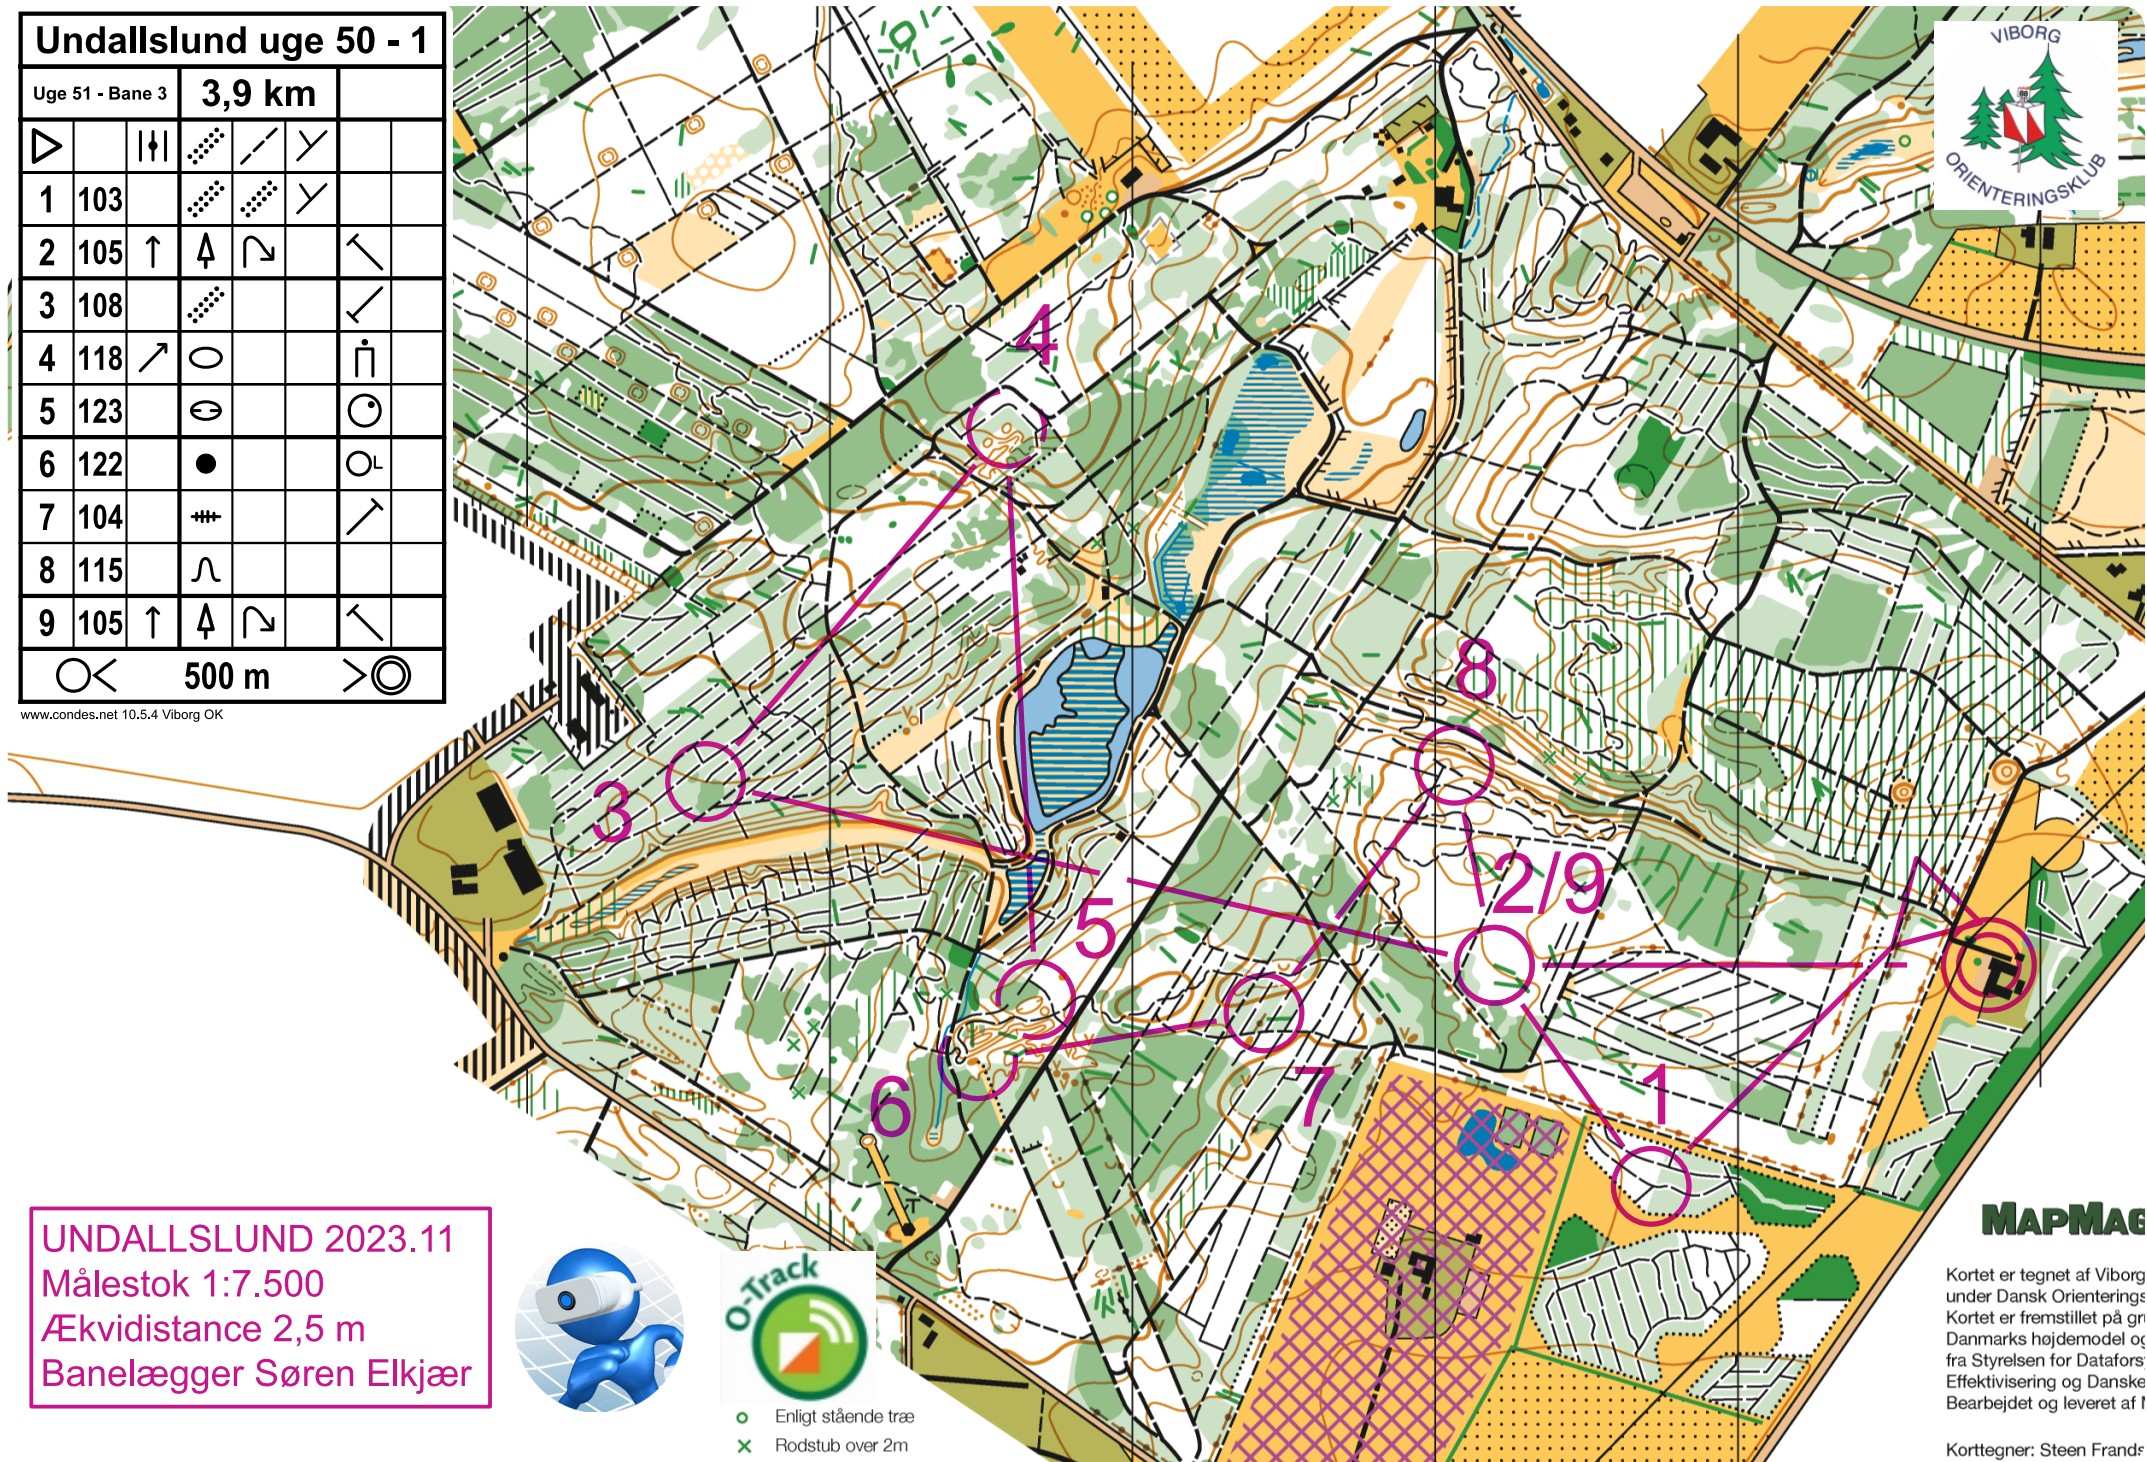 Undallslund uge 50 - 1
Uge 51 - Bane 3 3,9 km
1 103
2 105
3 108
4 118
5 123
6 122
7 104
8 115
9 105
500 m
www.condes.net 10.5.4 Viborg OK
VIBORG
88
ORIENTERINGSKLUB
4
8
3
2/9
5
1
6
7
UNDALLSLUND 2023.11
Målestok 1:7.500
Ækvidistance 2,5 m
Banelægger Søren Elkjær
O-Track
Enligt stående træ
Rodstub over 2m
MAPMAG
Kortet er tegnet af Viborg
under Dansk Orienterings
Kortet er fremstillet på gr
Danmarks højdemodel og
fra Styrelsen for Datafors
Effektivisering og Danske
Bearbejdet og leveret af
Korttegner: Steen Frands